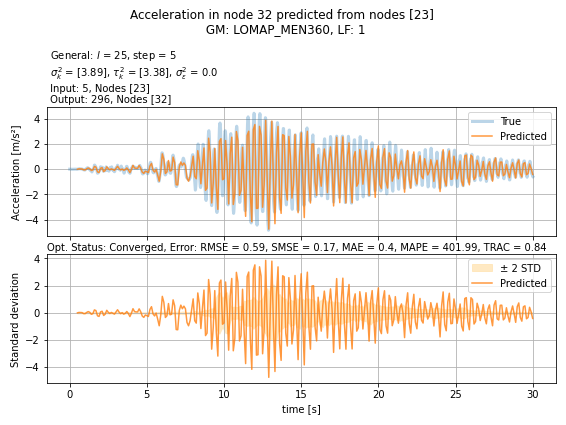 Acceleration in node 32 predicted from nodes [23]
GM: LOMAP_MEN360, LF: 1
General: l = 25, step = 5
σ²ₖ = [3.89], τ²ₖ = [3.38], σ²ε = 0.0
Input: 5, Nodes [23]
Output: 296, Nodes [32]
Acceleration [m/s²]
4
2
0
−2
−4
True
Predicted
Opt. Status: Converged, Error: RMSE = 0.59, SMSE = 0.17, MAE = 0.4, MAPE = 401.99, TRAC = 0.84
Standard deviation
4
2
0
−2
−4
± 2 STD
Predicted
0 5 10 15 20 25 30
time [s]